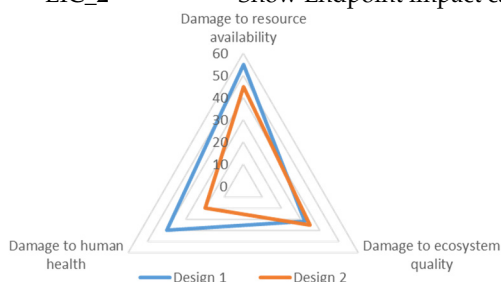 Show Endpoint impact
Damage to resource
availability
60
50
40
30
20
10
0
Damage to human
health
Damage to ecosystem
quality
Design 1
Design 2